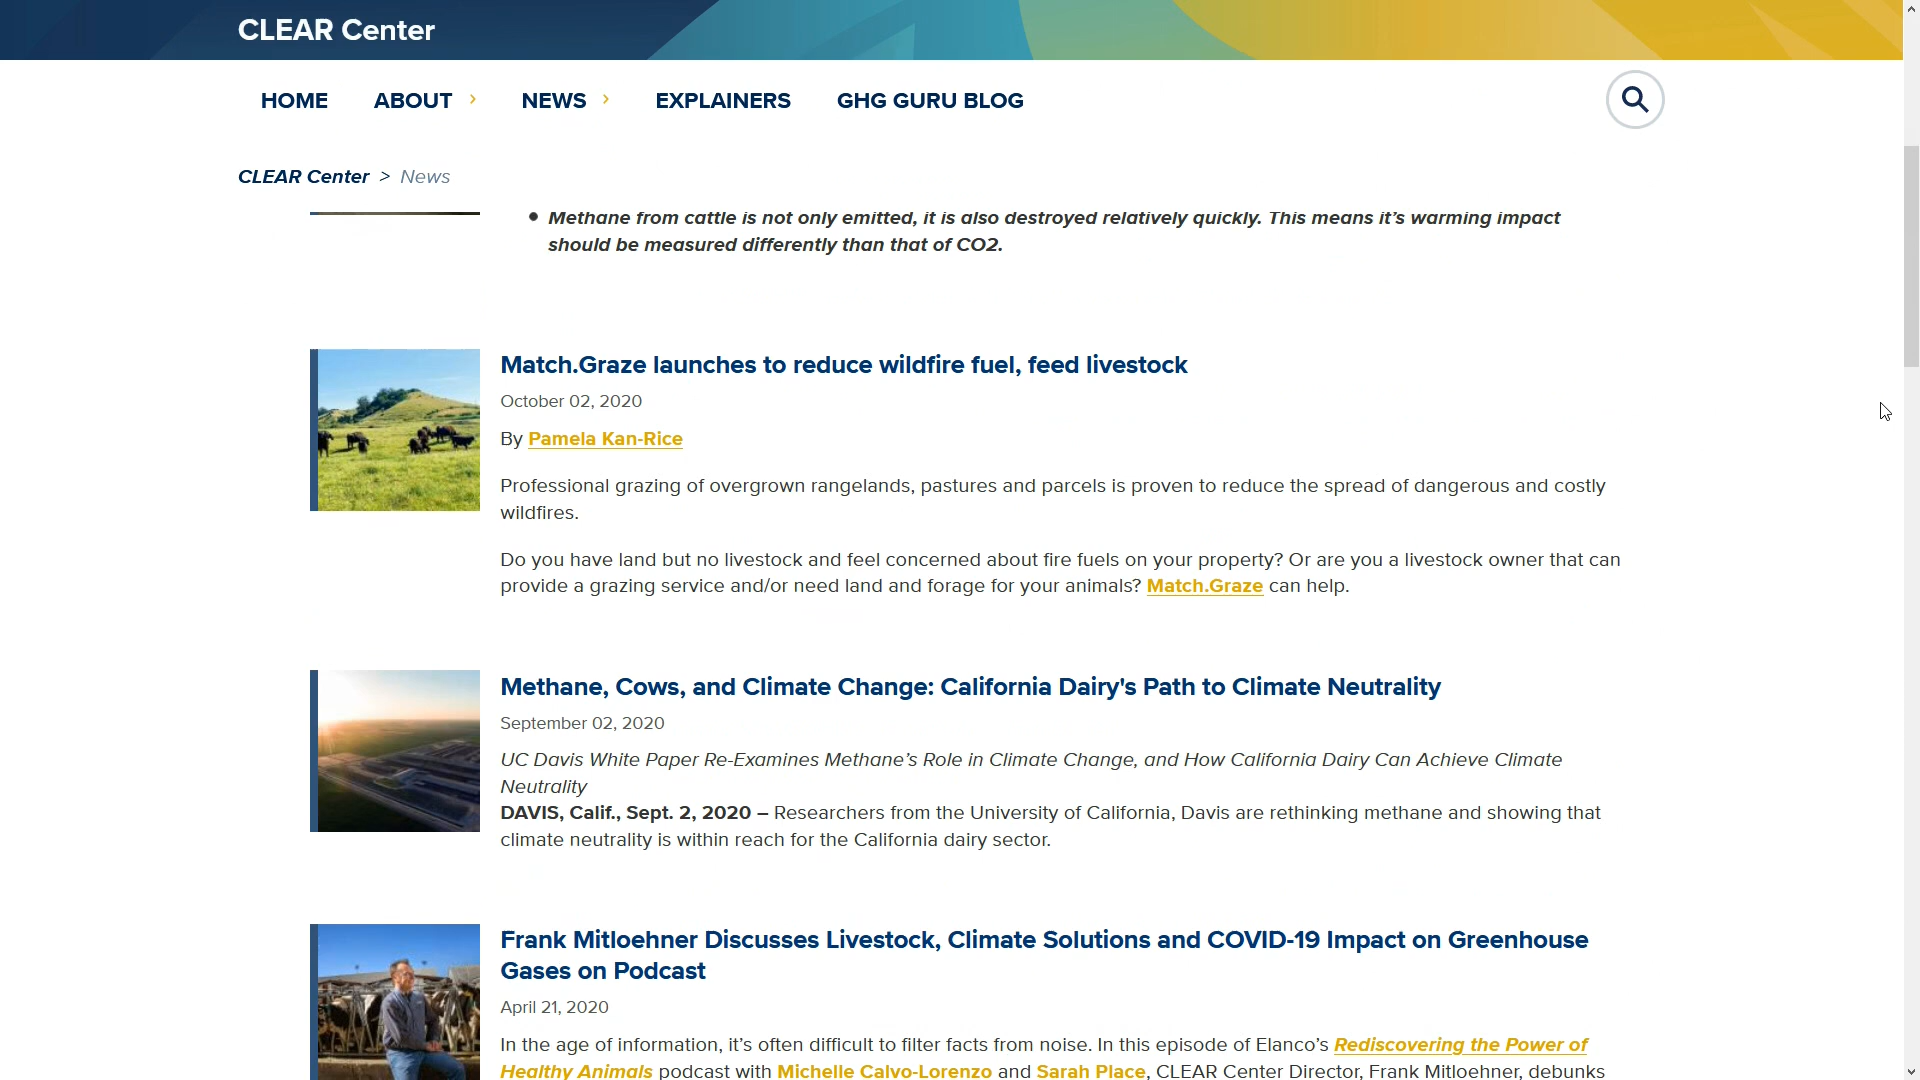 CLEAR Center
HOME ABOUT NEWS EXPLAINERS GHG GURU BLOG
CLEAR Center > News
• Methane from cattle is not only emitted, it is also destroyed relatively quickly. This means it’s warming impact
should be measured differently than that of CO2.
Match.Graze launches to reduce wildfire fuel, feed livestock
October 02, 2020
By Pamela Kan-Rice
Professional grazing of overgrown rangelands, pastures and parcels is proven to reduce the spread of dangerous and costly
wildfires.
Do you have land but no livestock and feel concerned about fire fuels on your property? Or are you a livestock owner that can
provide a grazing service and/or need land and forage for your animals? Match.Graze can help.
Methane, Cows, and Climate Change: California Dairy's Path to Climate Neutrality
September 02, 2020
UC Davis White Paper Re-Examines Methane’s Role in Climate Change, and How California Dairy Can Achieve Climate
Neutrality
DAVIS, Calif., Sept. 2, 2020 – Researchers from the University of California, Davis are rethinking methane and showing that
climate neutrality is within reach for the California dairy sector.
Frank Mitloehner Discusses Livestock, Climate Solutions and COVID-19 Impact on Greenhouse
Gases on Podcast
April 21, 2020
In the age of information, it’s often difficult to filter facts from noise. In this episode of Elanco’s Rediscovering the Power of
Healthy Animals podcast with Michelle Calvo-Lorenzo and Sarah Place, CLEAR Center Director, Frank Mitloehner, debunks